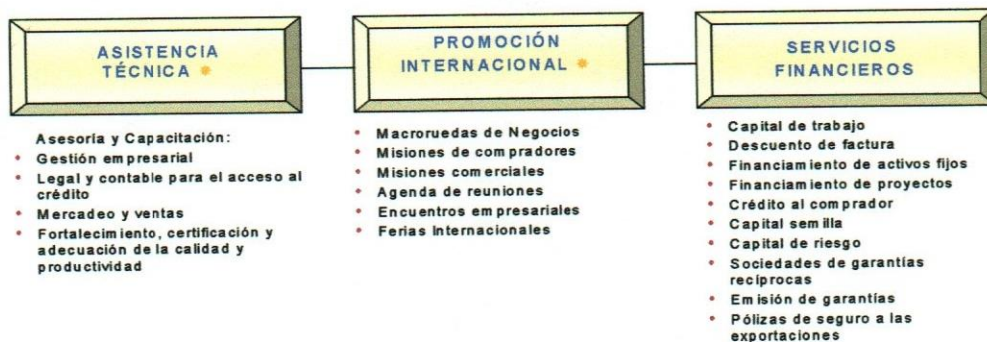 ASISTENCIA
TÉCNICA *
Asesoría y Capacitación:
• Gestión empresarial
• Legal y contable para el acceso al
crédito
• Mercadeo y ventas
• Fortalecimiento, certificación y
adecuación de la calidad y
productividad
PROMOCIÓN
INTERNACIONAL *
• Macroruedas de Negocios
• Misiones de compradores
• Misiones comerciales
• Agenda de reuniones
• Encuentros empresariales
• Ferias Internacionales
SERVICIOS
FINANCIEROS
• Capital de trabajo
• Descuento de factura
• Financiamiento de activos fijos
• Financiamiento de proyectos
• Crédito al comprador
• Capital semilla
• Capital de riesgo
• Sociedades de garantías
recíprocas
• Emisión de garantías
• Pólizas de seguro a las
exportaciones